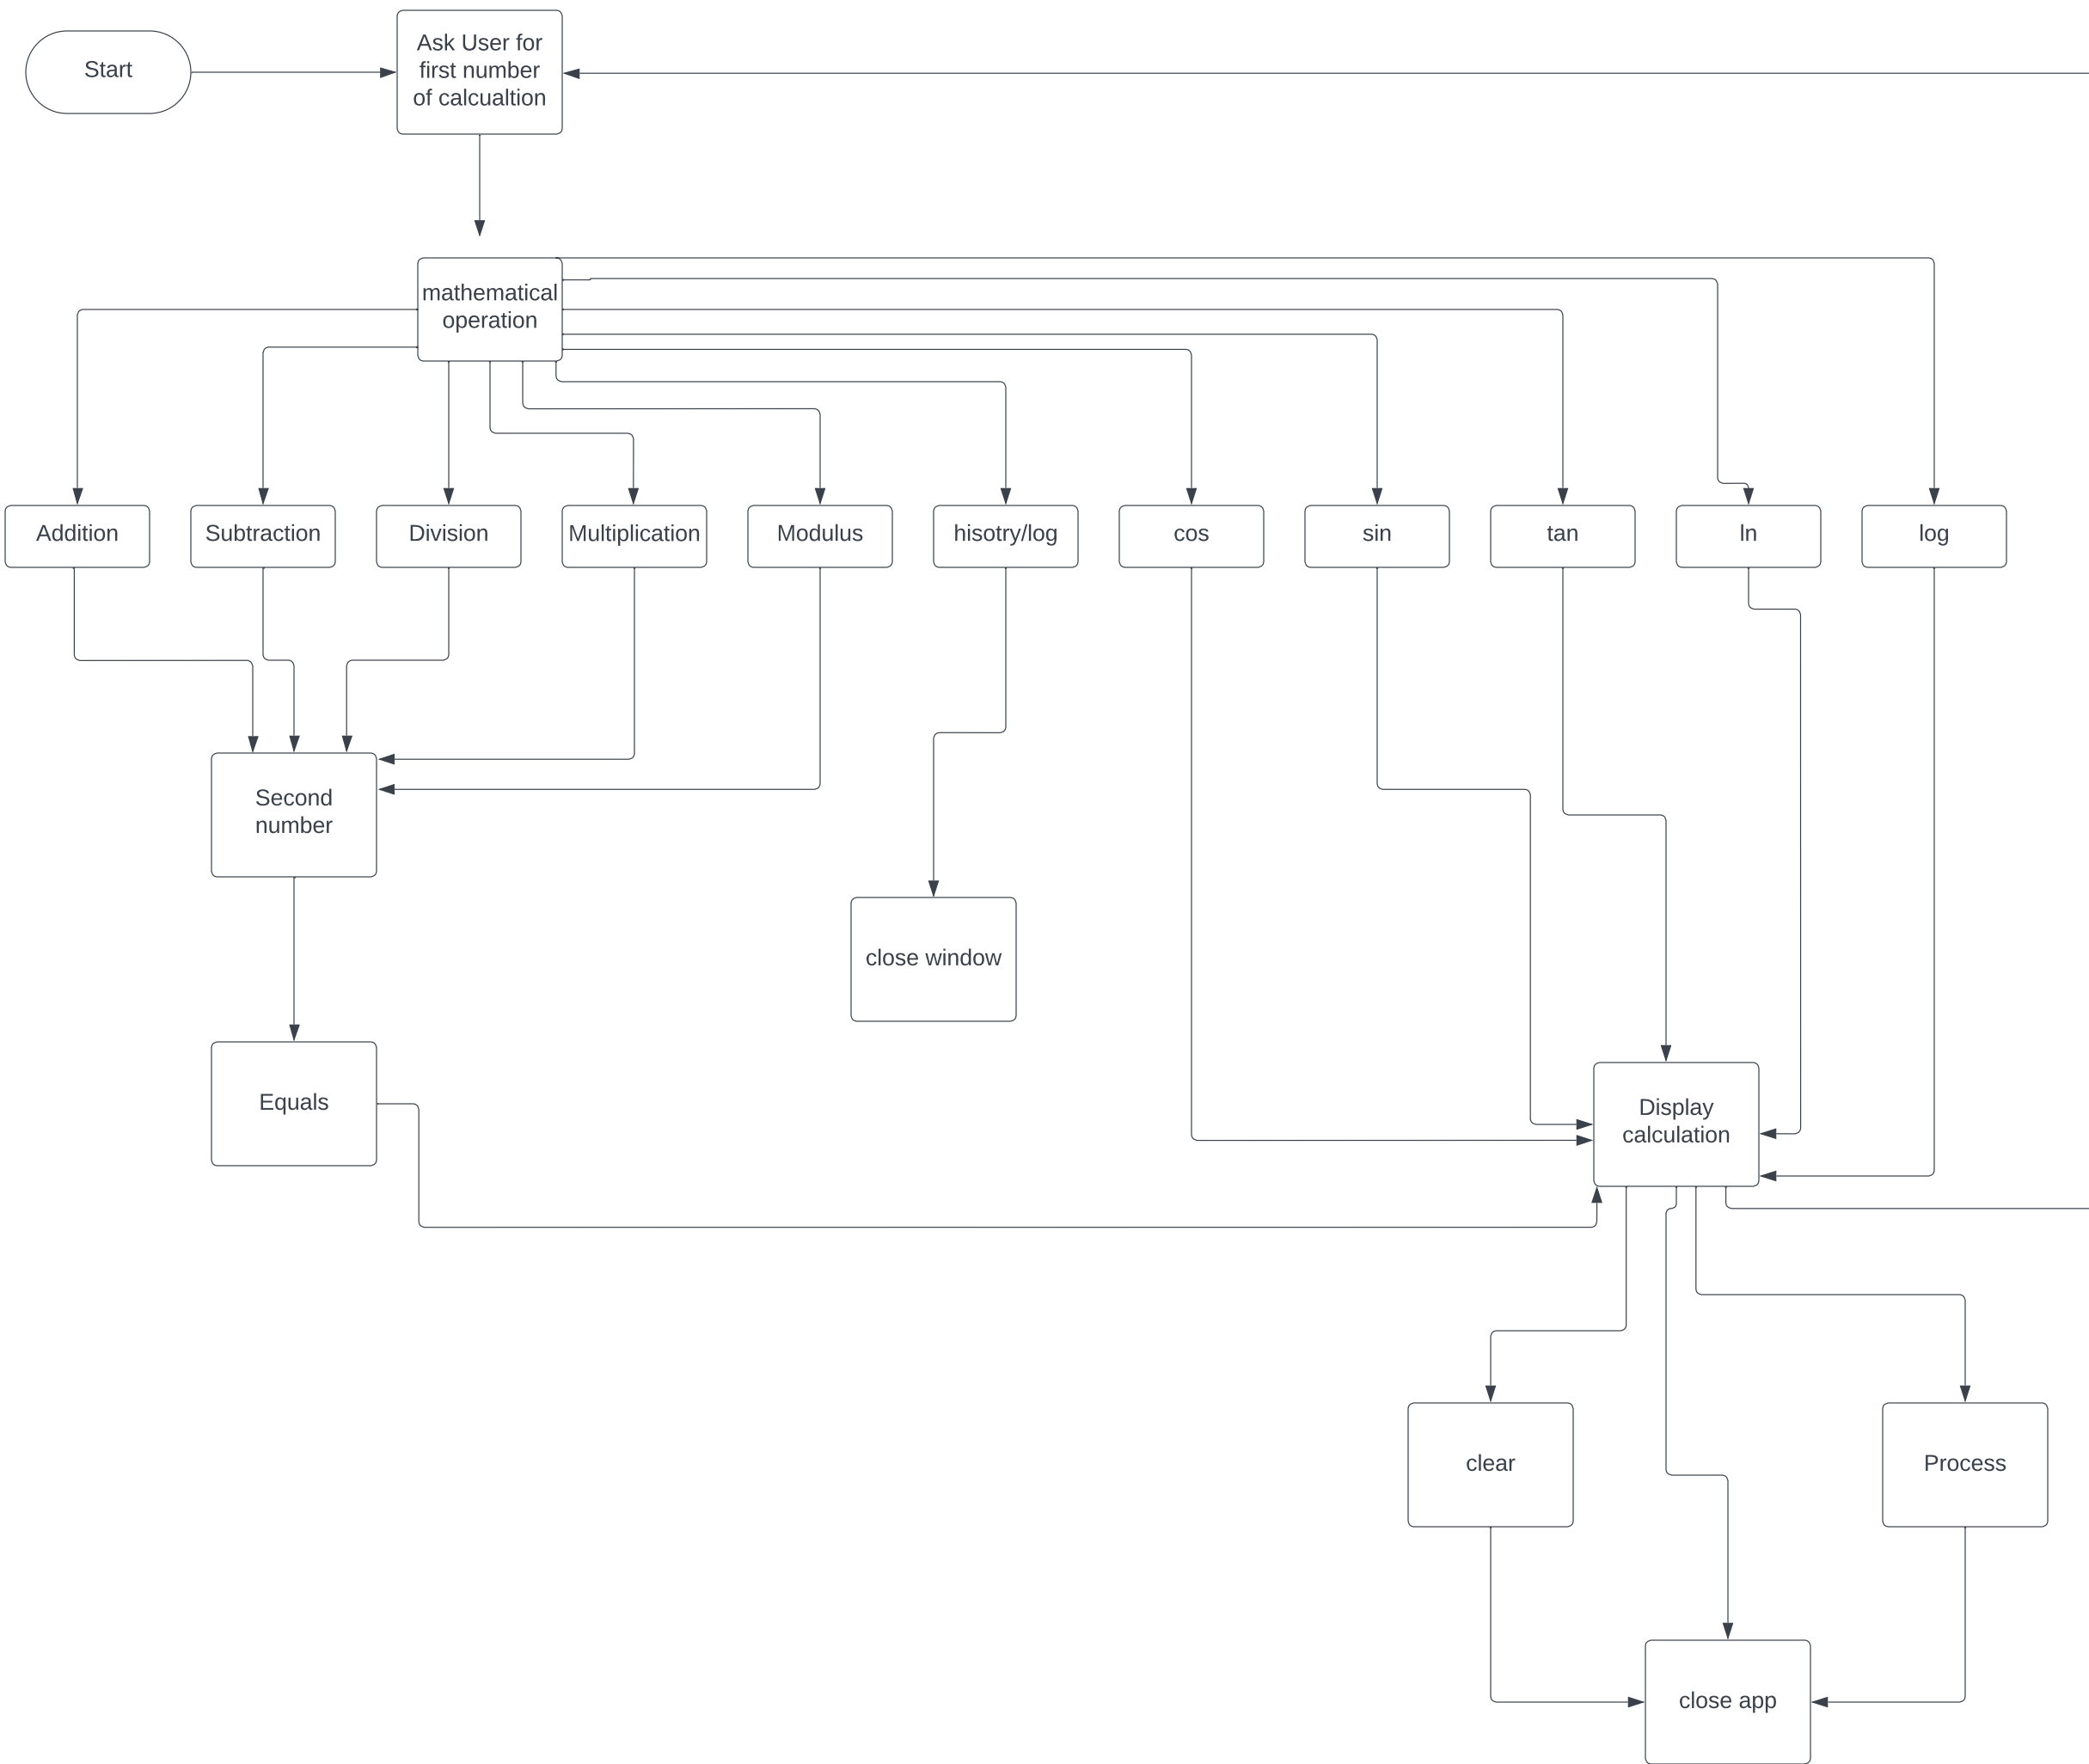 Start
Ask User for
first number
of calcualtion
mathematical
operation
Addition
Subtraction
Division
Multiplication
Modulus
hisotry/log
cos
sin
tan
ln
log
Second
number
close window
Equals
Display
calculation
clear
Process
close app